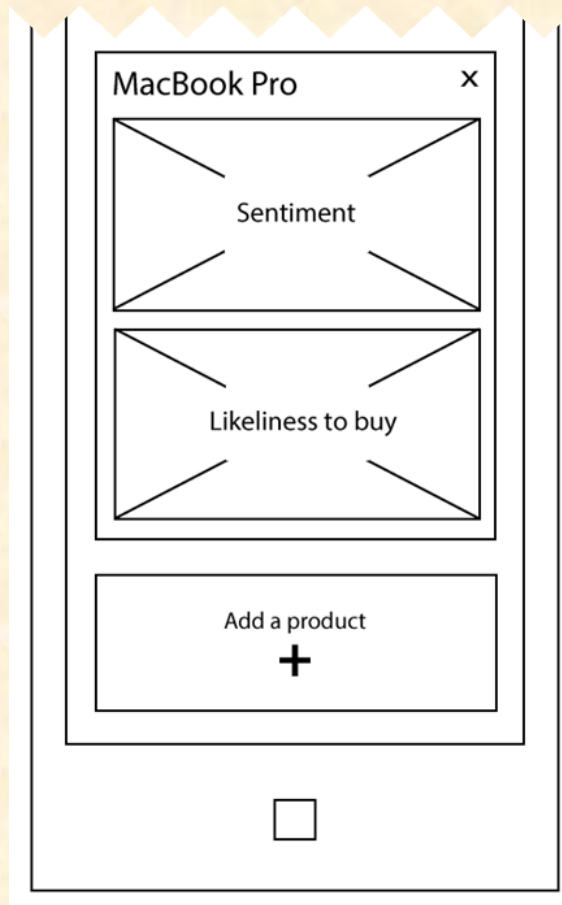 MacBook Pro x
Sentiment
Likeliness to buy
Add a product
+